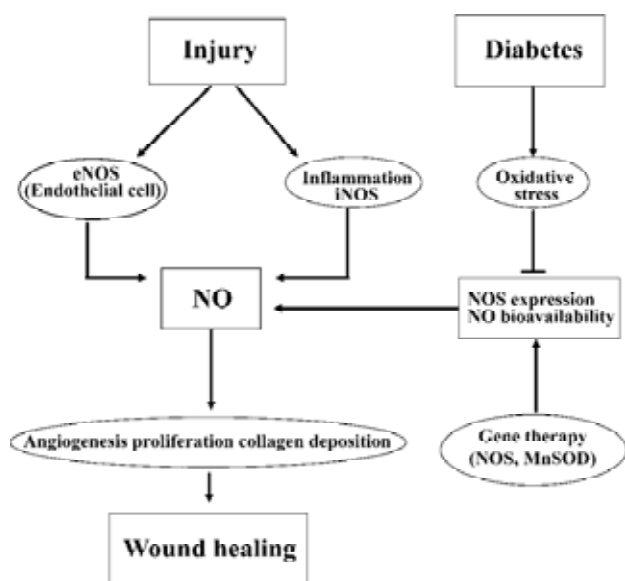 Injury
Diabetes
eNOS
(Endothelial cell)
Inflammation
iNOS
Oxidative
stress
NO
NOS expression
NO bioavailability
Angiogenesis proliferation collagen deposition
Gene therapy
(NOS, MnSOD)
Wound healing